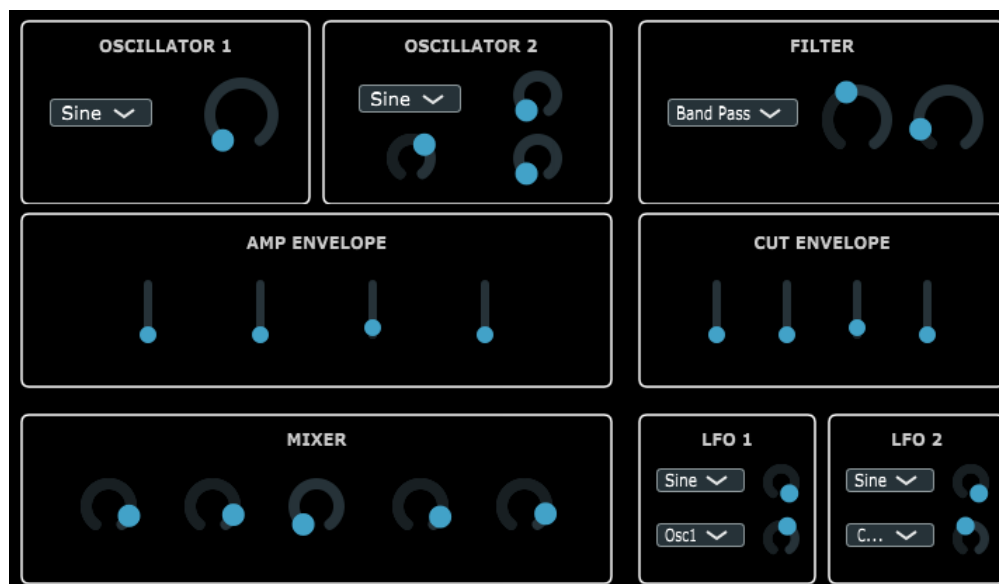 OSCILLATOR 1
Sine
OSCILLATOR 2
Sine
FILTER
Band Pass
AMP ENVELOPE
CUT ENVELOPE
MIXER
LFO 1
Sine
Osc1
LFO 2
Sine
C...